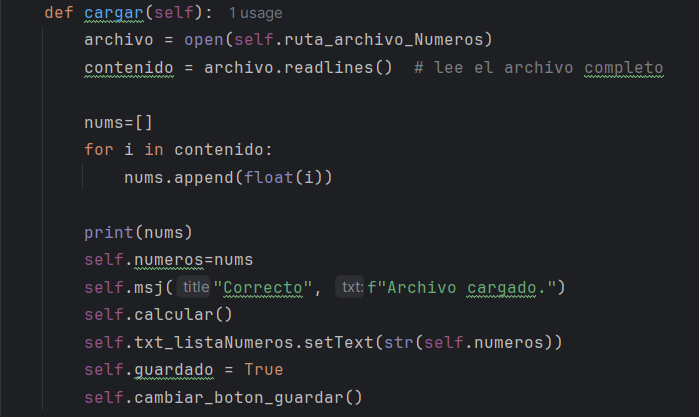 def cargar(self): 1 usage
archivo = open(self.ruta_archivo_Numeros)
contenido = archivo.readlines() # lee el archivo completo
nums=[]
for i in contenido:
nums.append(float(i))
print(nums)
self.numeros=nums
self.msj( title "Correcto", txt: f"Archivo cargado.")
self.calcular()
self.txt_listaNumeros.setText(str(self.numeros))
self.guardado = True
self.cambiar_boton_guardar()